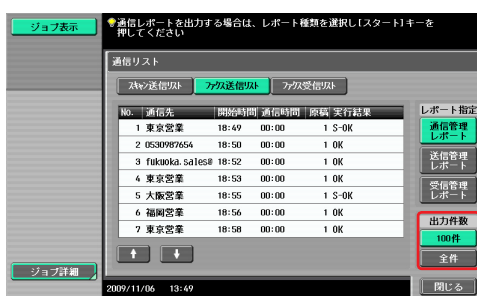 ジョブ表示
通信レポートを出力する場合は、レポート種類を選択し[スタート]キーを
押してください
通信リスト
スキャン送信リスト ファクス送信リスト ファクス受信リスト
No. 通信先 開始時間 通信時間 原稿 実行結果
1 東京営業 18:49 00:00 1 S-OK
2 0530987654 18:50 00:00 1 OK
3 fukuoka.sales@ 18:52 00:00 1 OK
4 東京営業 18:53 00:00 1 OK
5 大阪営業 18:55 00:00 1 S-OK
6 福岡営業 18:56 00:00 1 OK
7 東京営業 18:58 00:00 1 OK
レポート指定
通信管理
レポート
送信管理
レポート
受信管理
レポート
出力件数
100件
全件
ジョブ詳細
2009/11/06 13:49
閉じる